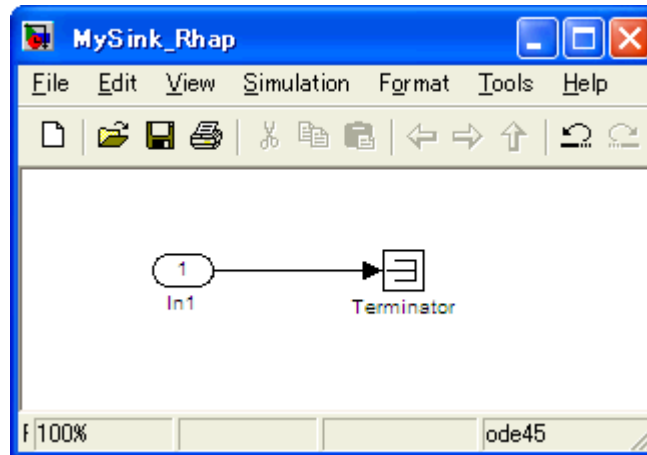 MySink_Rhap
File Edit View Simulation Format Tools Help
1
In1
Terminator
100% ode45